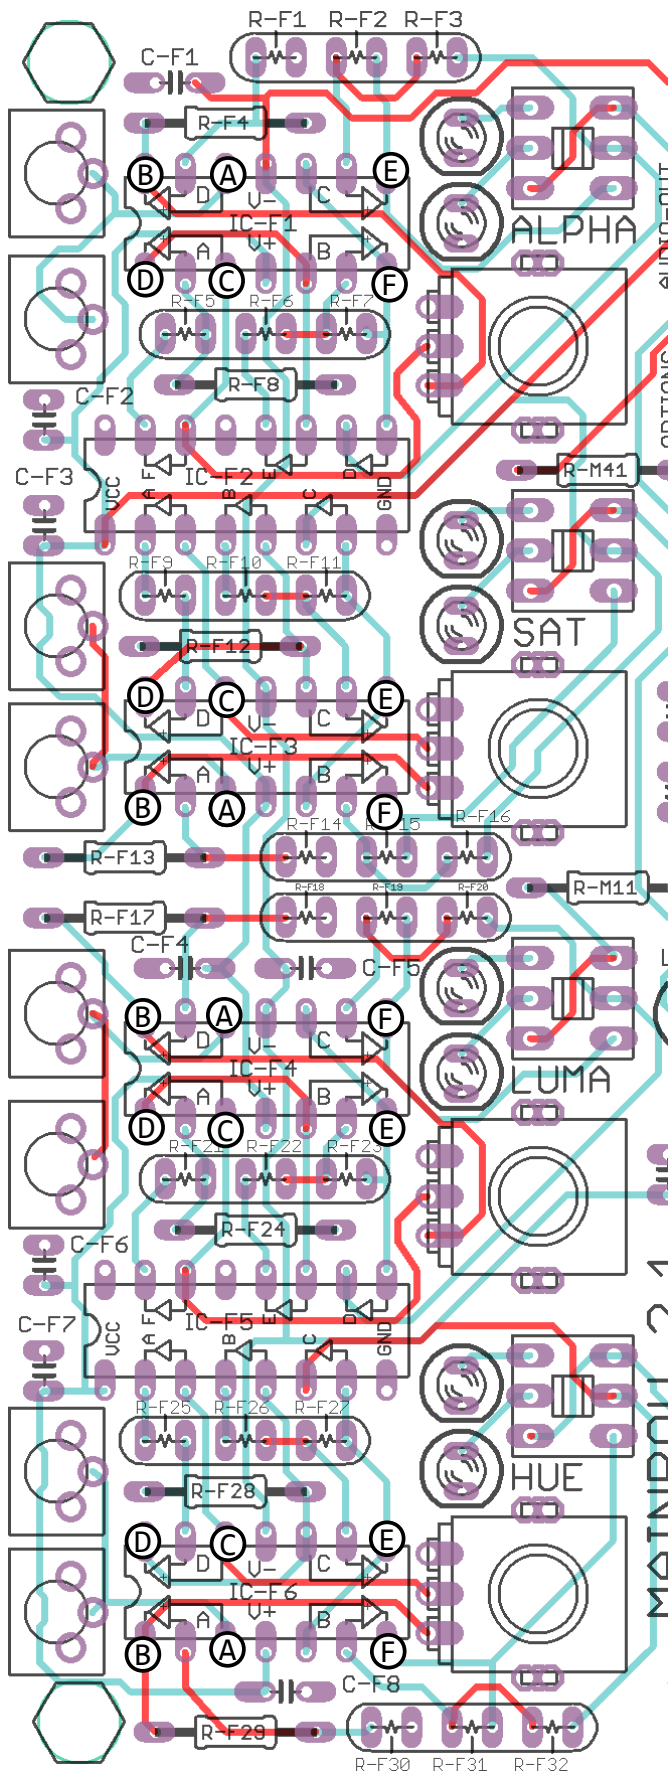 R-F1 R-F2 R-F3
C-F1
R-F4
B A E
D V- C
IC-F1
A V+ B
D C F
ALPHA
AUDIO-OUT
R-F5 R-F6 R-F7
R-F8
C-F2
OPTIONS
IC-F2
F E D
VCC A B C GND
C-F3
R-M41
R-F9 R-F10 R-F11
R-F12
SAT
D C E
D V- C
IC-F3
A V+ B
B A F
R-F14 R-F15 R-F16
R-F13
R-F18 R-F19 R-F20
R-F17
R-M11
C-F4
C-F5
B A F
D V- C
IC-F4
A V+ B
D C E
LUMA
R-F21 R-F22 R-F23
R-F24
C-F6
IC-F5
F E D
VCC A B C GND
C-F7
R-F25 R-F26 R-F27
R-F28
HUE
D C E
D V- C
IC-F6
A V+ B
B A F
C-F8
R-F29
R-F30 R-F31 R-F32